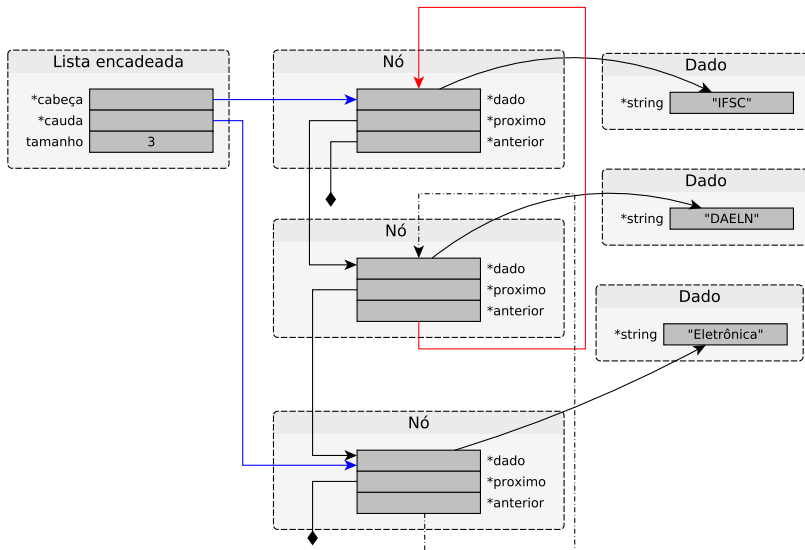 Lista encadeada
*cabeça
*cauda
tamanho 3
Nó
*dado
*proximo
*anterior
Dado
*string "IFSC"
Dado
*string "DAELN"
Nó
*dado
*proximo
*anterior
Dado
*string "Eletrônica"
Nó
*dado
*proximo
*anterior